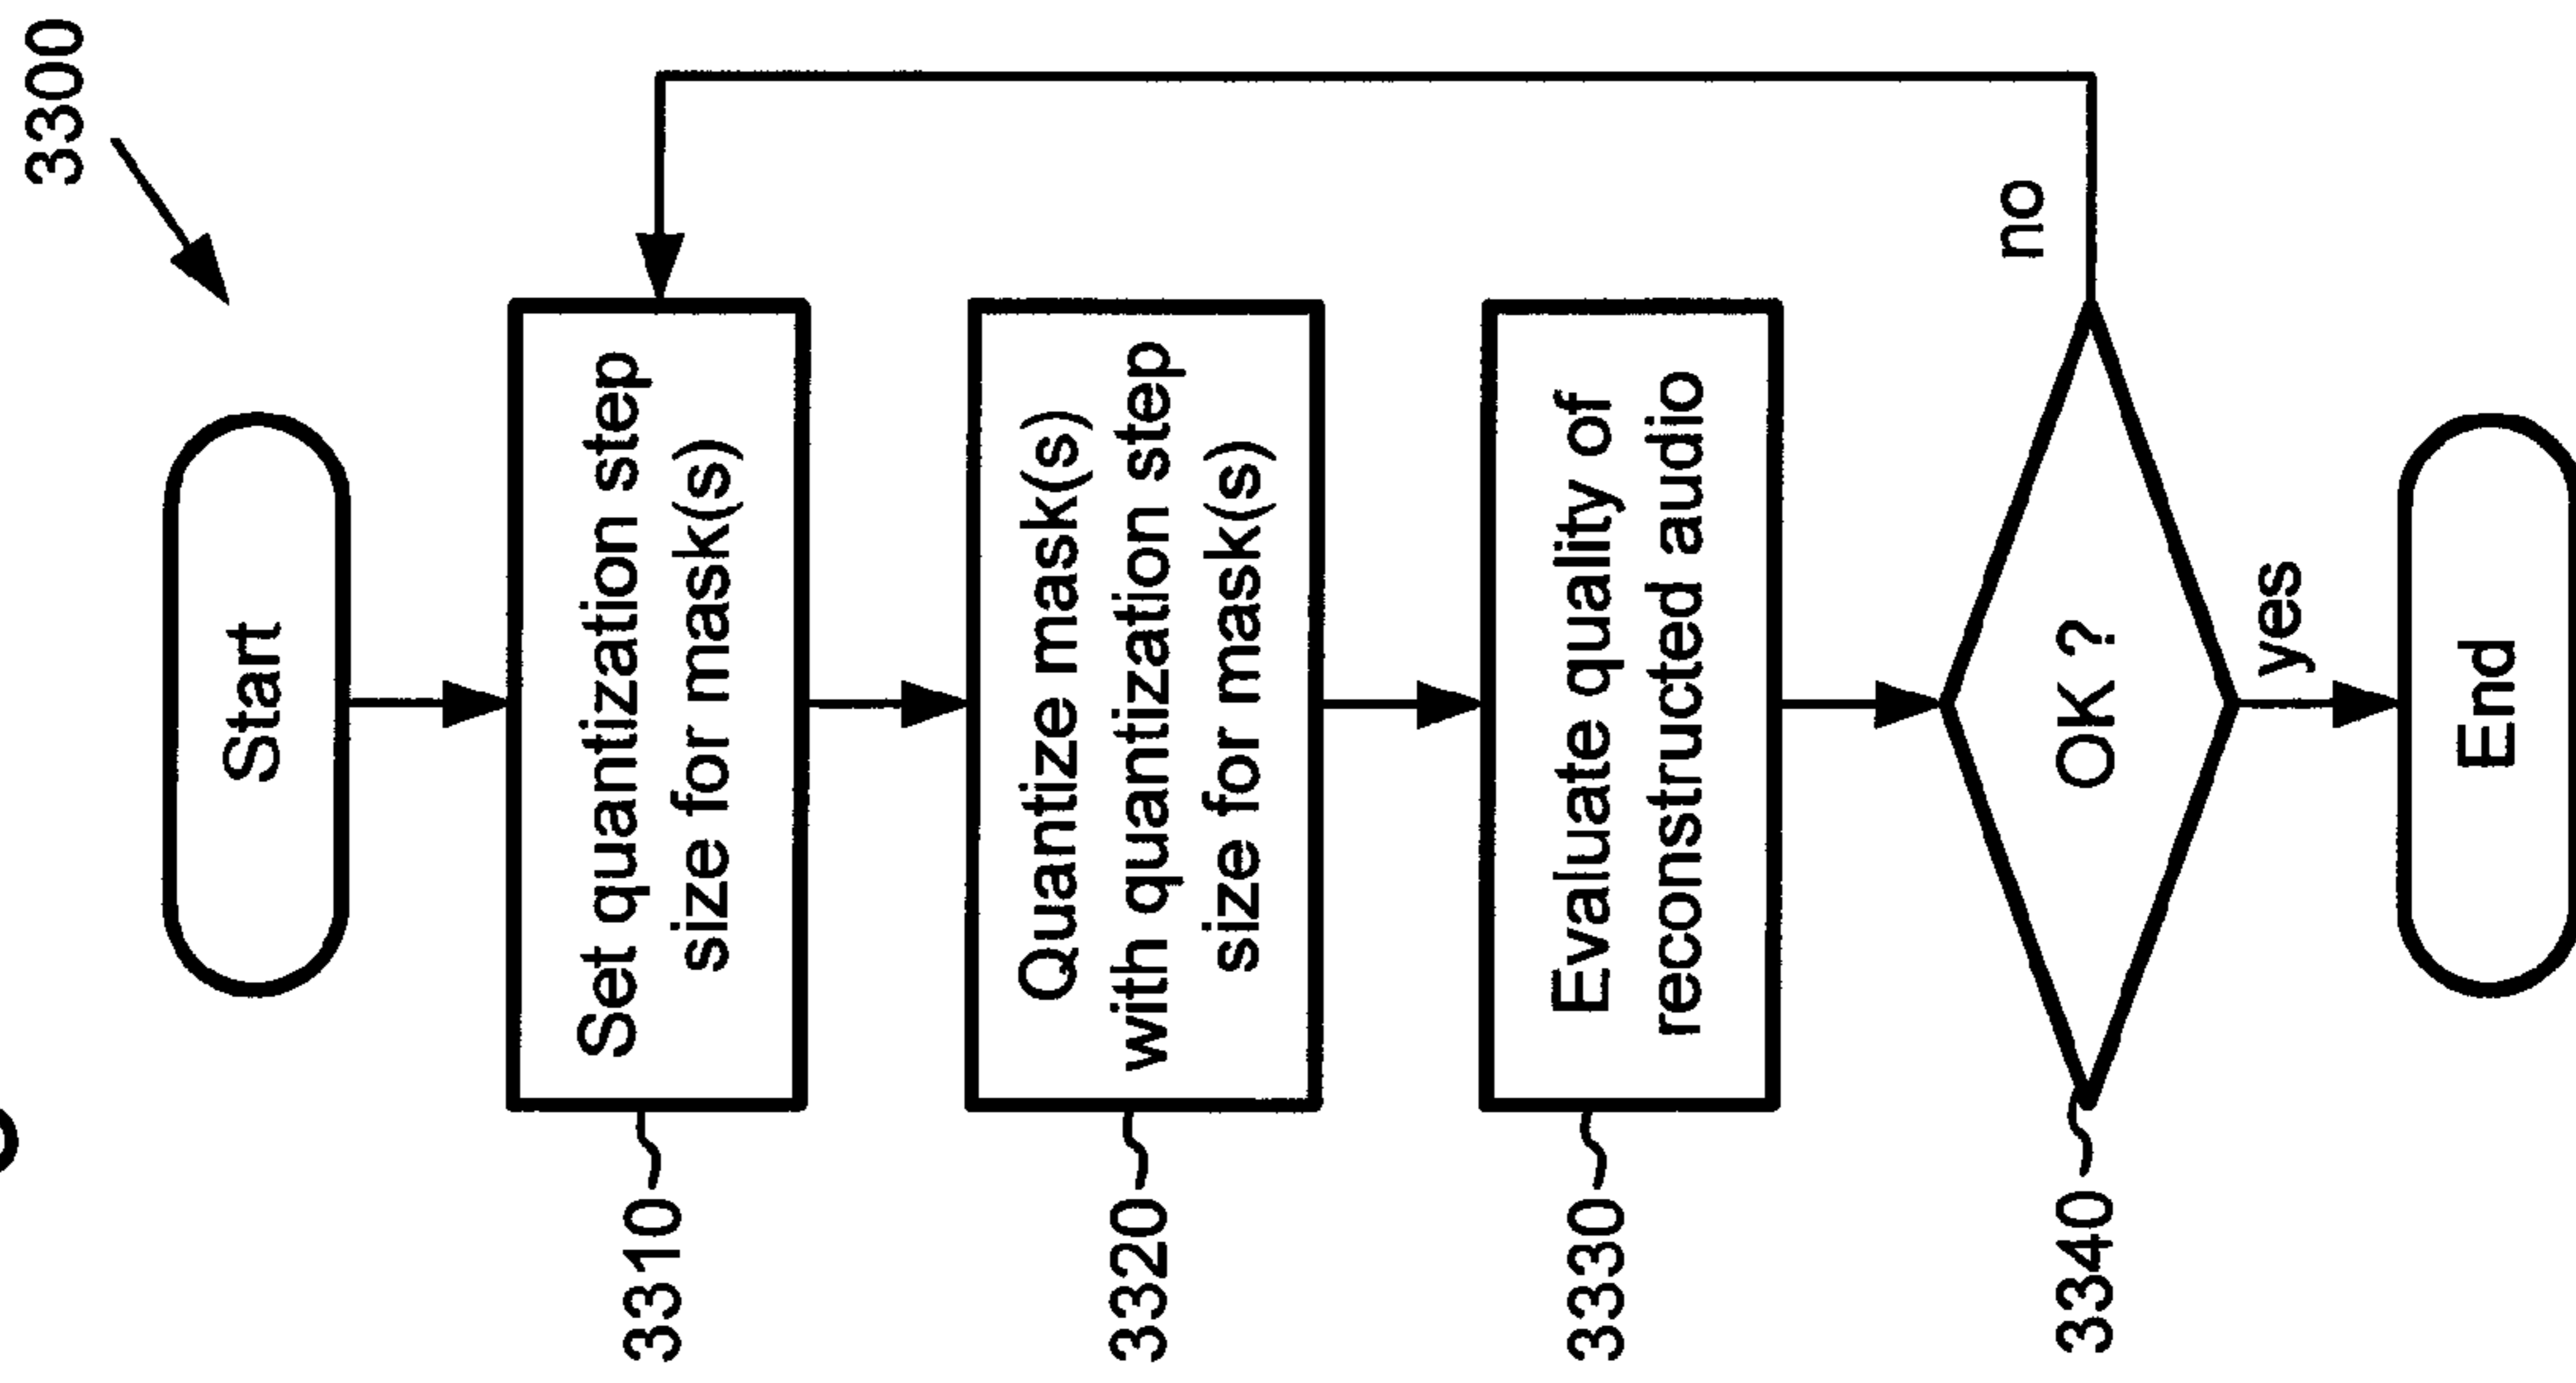 3300
Start
3310
Set quantization step
size for mask(s)
3320
Quantize mask(s)
with quantization step
size for mask(s)
3330
Evaluate quality of
reconstructed audio
3340
OK ?
no
yes
End